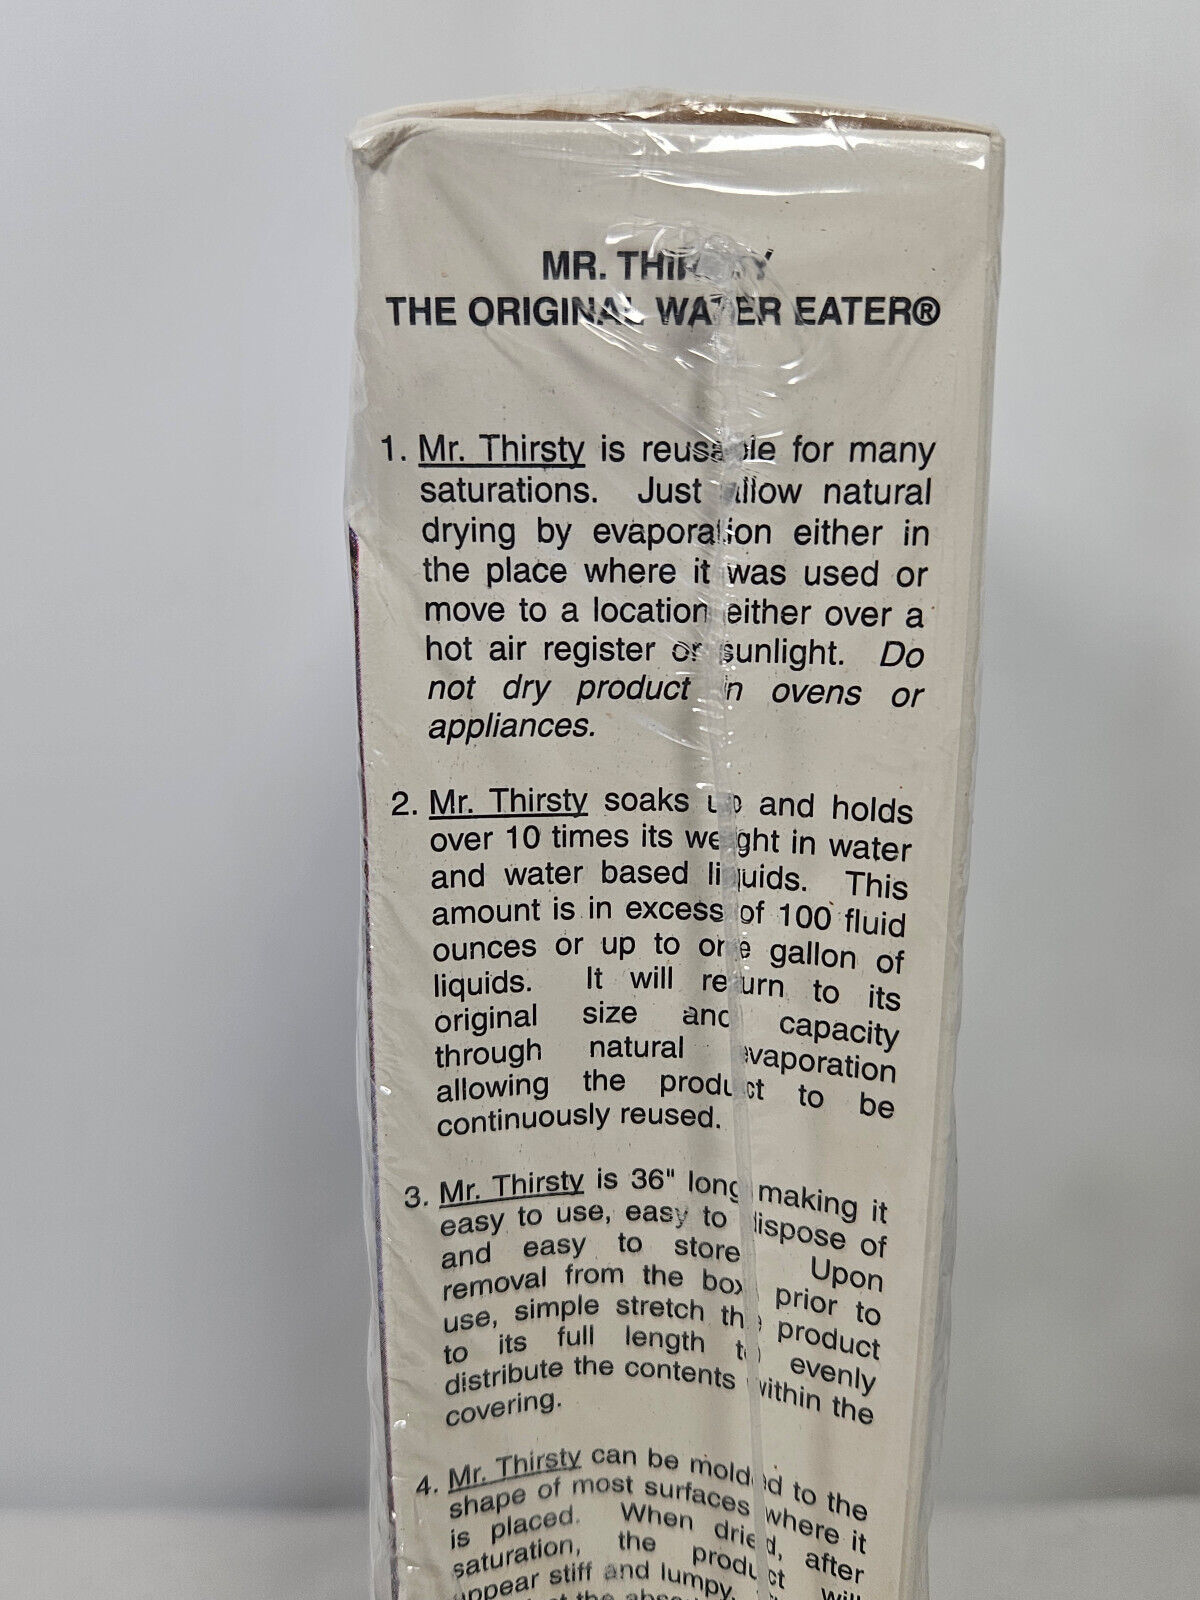 MR. THIRSTY
THE ORIGINAL WATER EATER®
1. Mr. Thirsty is reusable for many
saturations. Just allow natural
drying by evaporation either in
the place where it was used or
move to a location either over a
hot air register or sunlight. Do
not dry product in ovens or
appliances.
2. Mr. Thirsty soaks up and holds
over 10 times its weight in water
and water based liquids. This
amount is in excess of 100 fluid
ounces or up to one gallon of
liquids. It will return to its
original size and capacity
through natural evaporation
allowing the product to be
continuously reused.
3. Mr. Thirsty is 36" long making it
easy to use, easy to dispose of
and easy to store. Upon
removal from the box prior to
use, simple stretch the product
to its full length to evenly
distribute the contents within the
covering.
4. Mr. Thirsty can be molded to the
shape of most surfaces where it
is placed. When dried, after
saturation, the product will
appear stiff and lumpy.
the